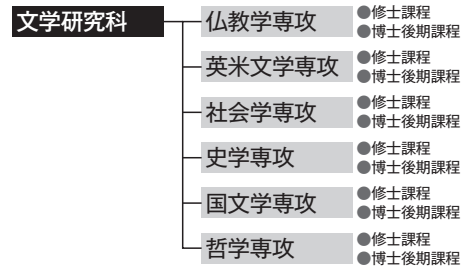 文学研究科
仏教学専攻
●修士課程
●博士後期課程
英米文学専攻
●修士課程
●博士後期課程
社会学専攻
●修士課程
●博士後期課程
史学専攻
●修士課程
●博士後期課程
国文学専攻
●修士課程
●博士後期課程
哲学専攻
●修士課程
●博士後期課程